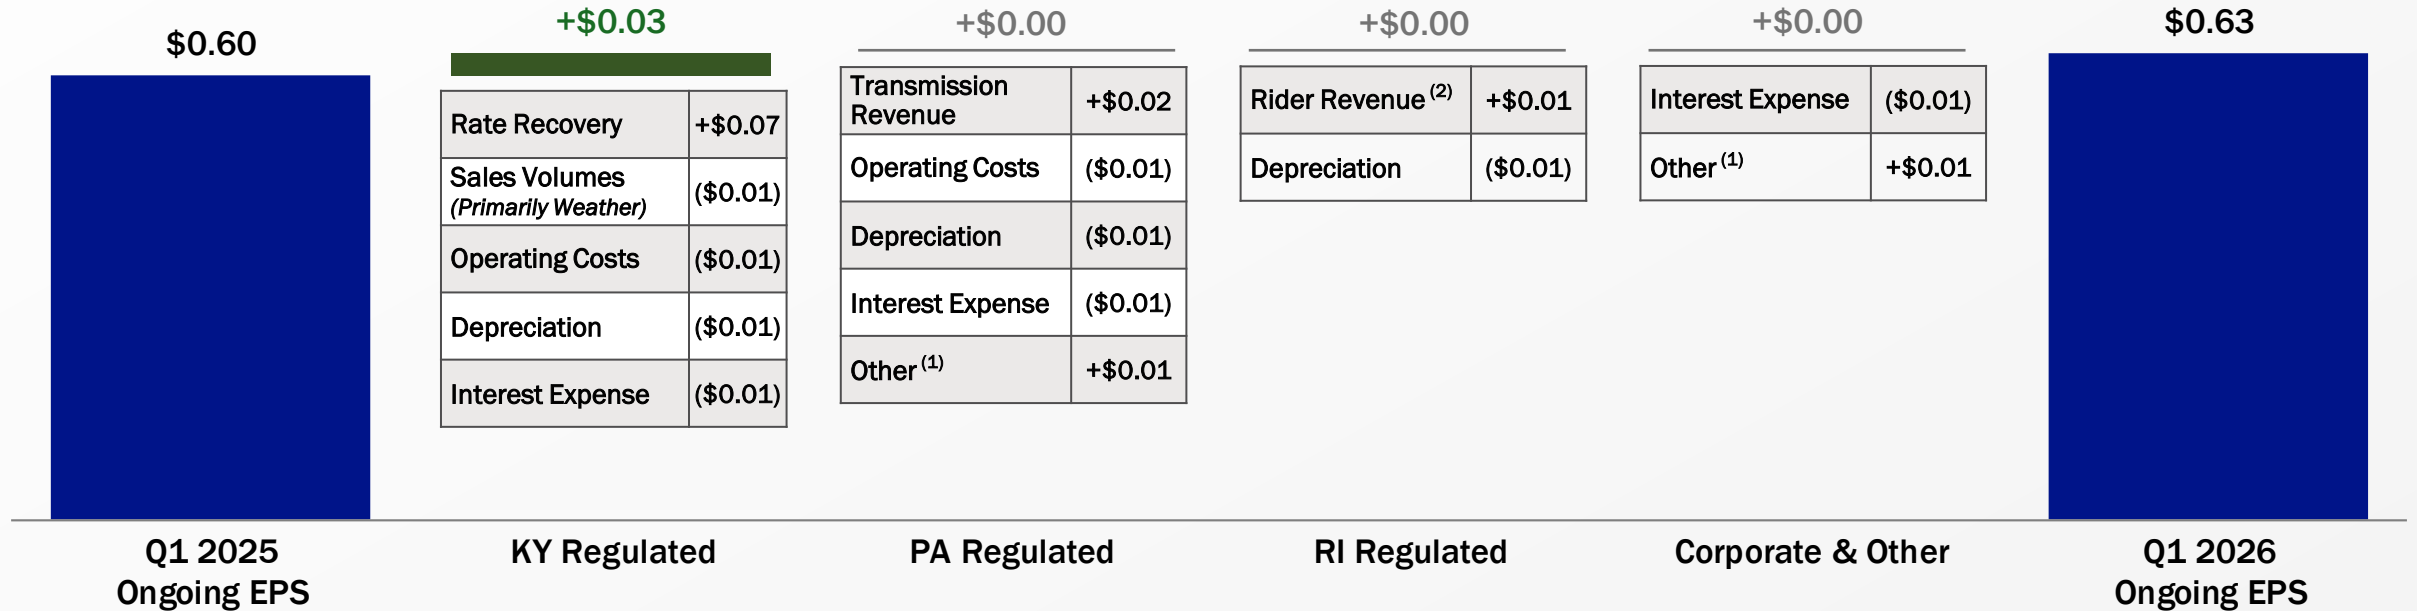 $0.60
+$0.03
+$0.00
+$0.00
+$0.00
$0.63
Rate Recovery +$0.07
Sales Volumes
(Primarily Weather) ($0.01)
Operating Costs ($0.01)
Depreciation ($0.01)
Interest Expense ($0.01)
Transmission
Revenue +$0.02
Operating Costs ($0.01)
Depreciation ($0.01)
Interest Expense ($0.01)
Other (1) +$0.01
Rider Revenue (2) +$0.01
Depreciation ($0.01)
Interest Expense ($0.01)
Other (1) +$0.01
Q1 2025
Ongoing EPS
KY Regulated
PA Regulated
RI Regulated
Corporate & Other
Q1 2026
Ongoing EPS